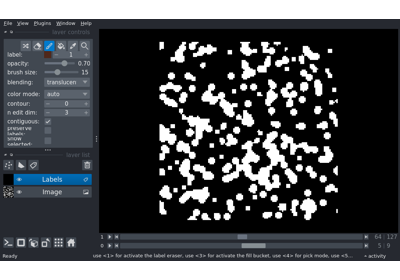 File View Plugins Window Help
layer controls
label: 1
opacity: 0.70
brush size: 15
blending: translucen
color mode: auto
contour: 0
n edit dim: 3
contiguous:
preserve labels:
show selected:
layer list
Labels
Image
1 64 127
0 5 9
Ready use <1> for activate the label eraser, use <3> for activate the fill bucket, use <4> for pick mode, use <5... activity